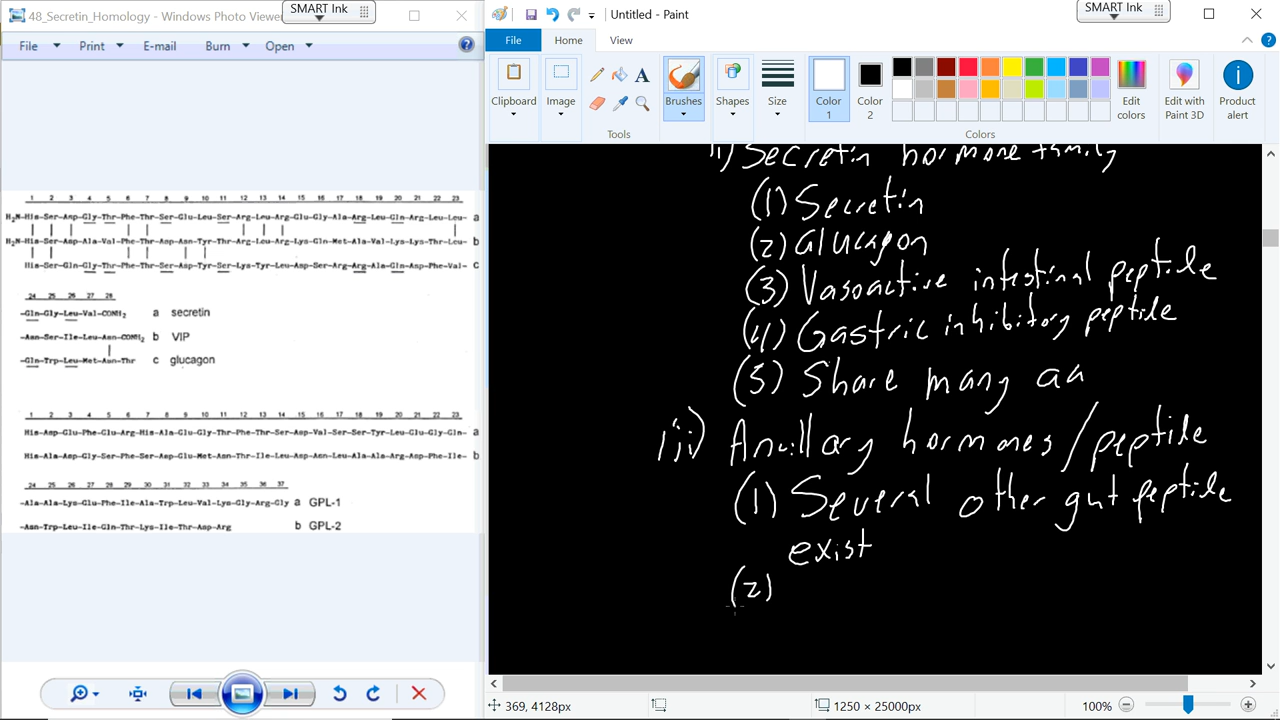 48_Secretin_Homology - Windows Photo Viewer
SMART Ink
File Print E-mail Burn Open
1 2 3 4 5 6 7 8 9 10 11 12 13 14 15 16 17 18 19 20 21 22 23
H2N-His-Ser-Asp-Gly-Thr-Phe-Thr-Ser-Glu-Leu-Ser-Arg-Leu-Arg-Glu-Gly-Ala-Arg-Leu-Gln-Arg-Leu-Leu- a
H2N-His-Ser-Asp-Ala-Val-Phe-Thr-Asp-Asn-Tyr-Thr-Arg-Leu-Arg-Lys-Gln-Met-Ala-Val-Lys-Lys-Thr-Leu- b
His-Ser-Gln-Gly-Thr-Phe-Thr-Ser-Asp-Tyr-Ser-Lys-Tyr-Leu-Asp-Ser-Arg-Arg-Ala-Gln-Asp-Phe-Val- c
24 25 26 27 28
-Gln-Gly-Leu-Val-CONH2 a secretin
-Asn-Ser-Ile-Leu-Asn-CONH2 b VIP
-Gln-Trp-Leu-Met-Asn-Thr c glucagon
1 2 3 4 5 6 7 8 9 10 11 12 13 14 15 16 17 18 19 20 21 22 23
His-Asp-Glu-Phe-Glu-Arg-His-Ala-Glu-Gly-Thr-Phe-Thr-Ser-Asp-Val-Ser-Ser-Tyr-Leu-Glu-Gly-Gln- a
His-Ala-Asp-Gly-Ser-Phe-Ser-Asp-Glu-Met-Asn-Thr-Ile-Leu-Asp-Asn-Leu-Ala-Ala-Arg-Asp-Phe-Ile- b
24 25 26 27 28 29 30 31 32 33 34 35 36 37
-Ala-Ala-Lys-Glu-Phe-Ile-Ala-Trp-Leu-Val-Lys-Gly-Arg-Gly a GPL-1
-Asn-Trp-Leu-Ile-Gln-Thr-Lys-Ile-Thr-Asp-Arg b GPL-2
Untitled - Paint
SMART Ink
File Home View
Clipboard
Image
Tools
Brushes
Shapes
Size
Color 1
Color 2
Edit colors
Colors
Edit with Paint 3D
Product alert
ii) Secretin hormone family
(1) Secretin
(2) Glucagon
(3) Vasoactive intestinal peptide
(4) Gastric inhibitory peptide
(5) Share many aa
iii) Ancillary hormones/peptile
(1) Several other gut peptile
exist
(2)
369, 4128px
1250 × 25000px
100%